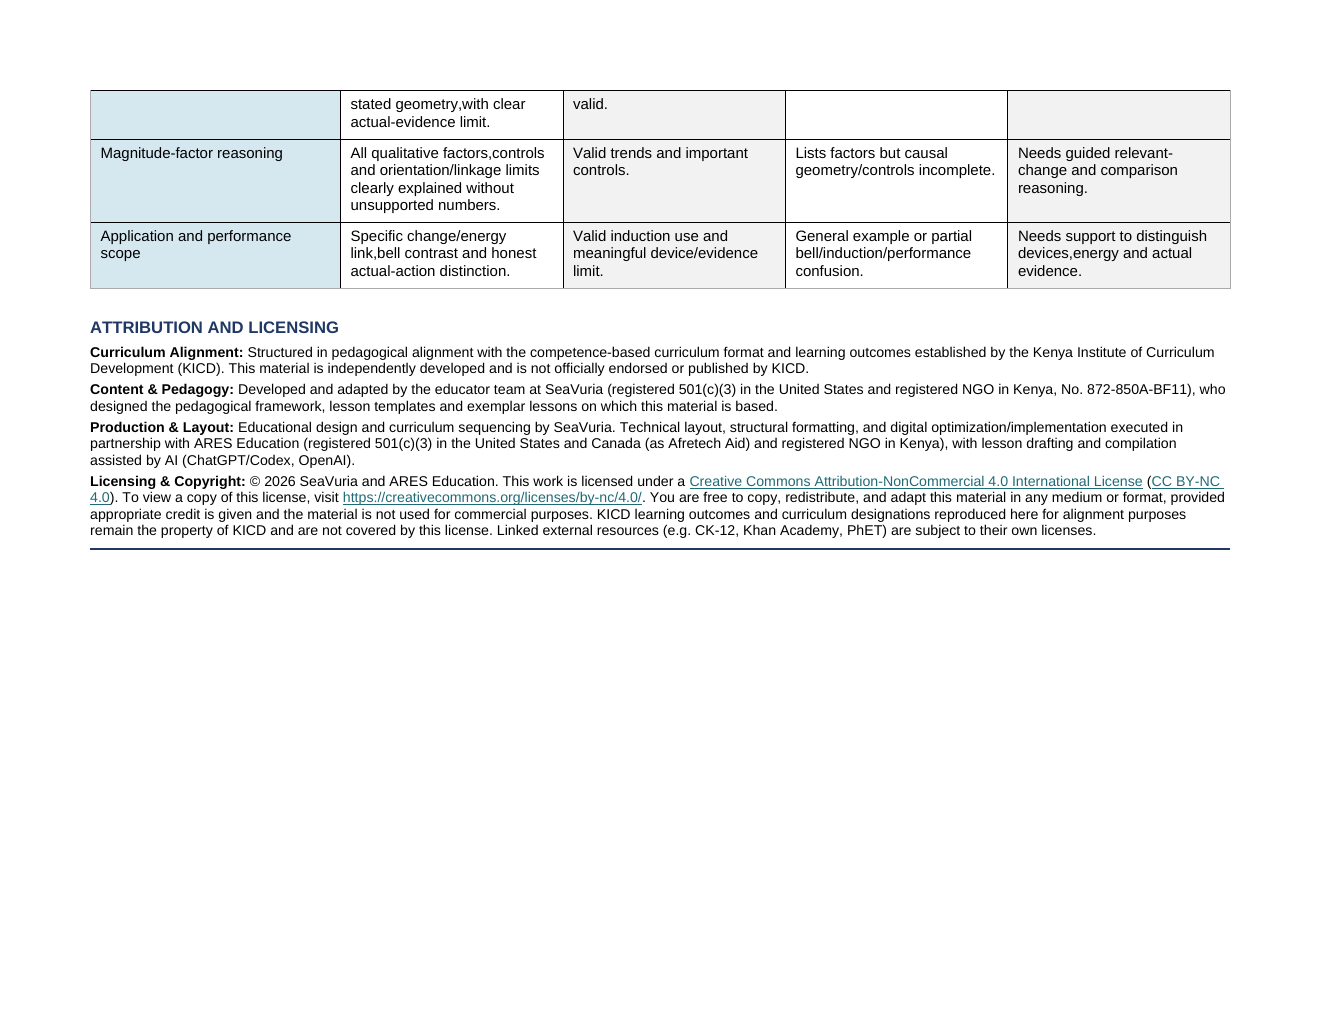 stated geometry,with clear
actual-evidence limit.
valid.
Magnitude-factor reasoning
All qualitative factors,controls
and orientation/linkage limits
clearly explained without
unsupported numbers.
Valid trends and important
controls.
Lists factors but causal
geometry/controls incomplete.
Needs guided relevant-
change and comparison
reasoning.
Application and performance
scope
Specific change/energy
link,bell contrast and honest
actual-action distinction.
Valid induction use and
meaningful device/evidence
limit.
General example or partial
bell/induction/performance
confusion.
Needs support to distinguish
devices,energy and actual
evidence.
ATTRIBUTION AND LICENSING
Curriculum Alignment: Structured in pedagogical alignment with the competence-based curriculum format and learning outcomes established by the Kenya Institute of Curriculum
Development (KICD). This material is independently developed and is not officially endorsed or published by KICD.
Content & Pedagogy: Developed and adapted by the educator team at SeaVuria (registered 501(c)(3) in the United States and registered NGO in Kenya, No. 872-850A-BF11), who
designed the pedagogical framework, lesson templates and exemplar lessons on which this material is based.
Production & Layout: Educational design and curriculum sequencing by SeaVuria. Technical layout, structural formatting, and digital optimization/implementation executed in
partnership with ARES Education (registered 501(c)(3) in the United States and Canada (as Afretech Aid) and registered NGO in Kenya), with lesson drafting and compilation
assisted by AI (ChatGPT/Codex, OpenAI).
Licensing & Copyright: © 2026 SeaVuria and ARES Education. This work is licensed under a Creative Commons Attribution-NonCommercial 4.0 International License (CC BY-NC
4.0). To view a copy of this license, visit https://creativecommons.org/licenses/by-nc/4.0/. You are free to copy, redistribute, and adapt this material in any medium or format, provided
appropriate credit is given and the material is not used for commercial purposes. KICD learning outcomes and curriculum designations reproduced here for alignment purposes
remain the property of KICD and are not covered by this license. Linked external resources (e.g. CK-12, Khan Academy, PhET) are subject to their own licenses.